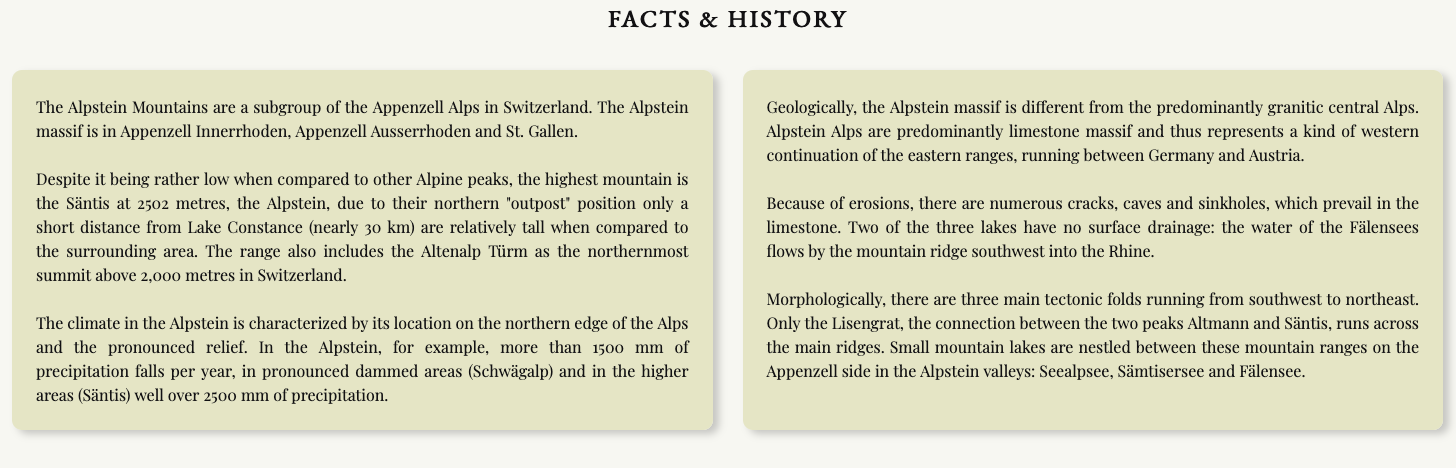 FACTS & HISTORY
The Alpstein Mountains are a subgroup of the Appenzell Alps in Switzerland. The Alpstein
massif is in Appenzell Innerrhoden, Appenzell Ausserrhoden and St. Gallen.
Despite it being rather low when compared to other Alpine peaks, the highest mountain is
the Säntis at 2502 metres, the Alpstein, due to their northern "outpost" position only a
short distance from Lake Constance (nearly 30 km) are relatively tall when compared to
the surrounding area. The range also includes the Altenalp Türm as the northernmost
summit above 2,000 metres in Switzerland.
The climate in the Alpstein is characterized by its location on the northern edge of the Alps
and the pronounced relief. In the Alpstein, for example, more than 1500 mm of
precipitation falls per year, in pronounced dammed areas (Schwägalp) and in the higher
areas (Säntis) well over 2500 mm of precipitation.
Geologically, the Alpstein massif is different from the predominantly granitic central Alps.
Alpstein Alps are predominantly limestone massif and thus represents a kind of western
continuation of the eastern ranges, running between Germany and Austria.
Because of erosions, there are numerous cracks, caves and sinkholes, which prevail in the
limestone. Two of the three lakes have no surface drainage: the water of the Fälensees
flows by the mountain ridge southwest into the Rhine.
Morphologically, there are three main tectonic folds running from southwest to northeast.
Only the Lisengrat, the connection between the two peaks Altmann and Säntis, runs across
the main ridges. Small mountain lakes are nestled between these mountain ranges on the
Appenzell side in the Alpstein valleys: Seealpsee, Sämtisersee and Fälensee.